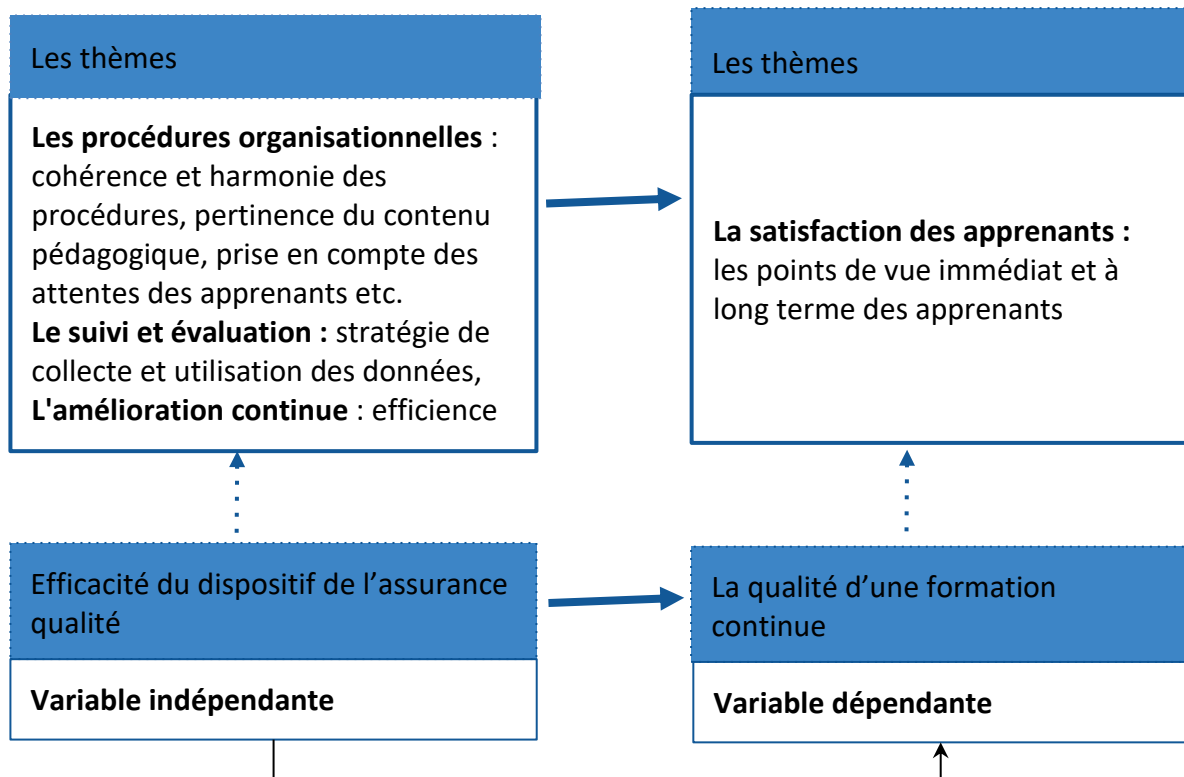 Les thèmes
Les procédures organisationnelles :
cohérence et harmonie des
procédures, pertinence du contenu
pédagogique, prise en compte des
attentes des apprenants etc.
Le suivi et évaluation : stratégie de
collecte et utilisation des données,
L'amélioration continue : efficience
Les thèmes
La satisfaction des apprenants :
les points de vue immédiat et à
long terme des apprenants
Efficacité du dispositif de l’assurance
qualité
Variable indépendante
La qualité d’une formation
continue
Variable dépendante